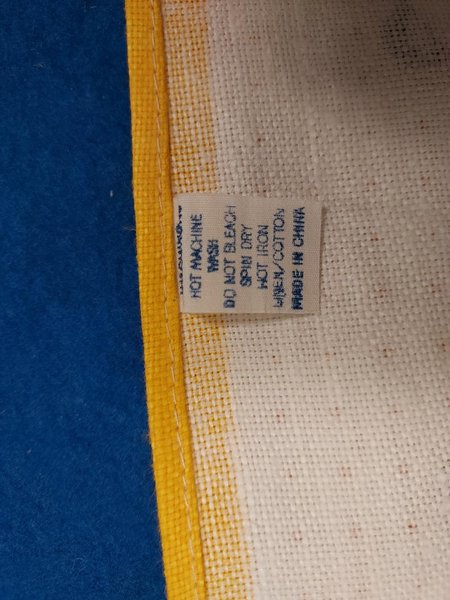 HOT MACHINE
WASH
DO NOT BLEACH
SPIN DRY
HOT IRON
LINEN/COTTON
MADE IN CHINA